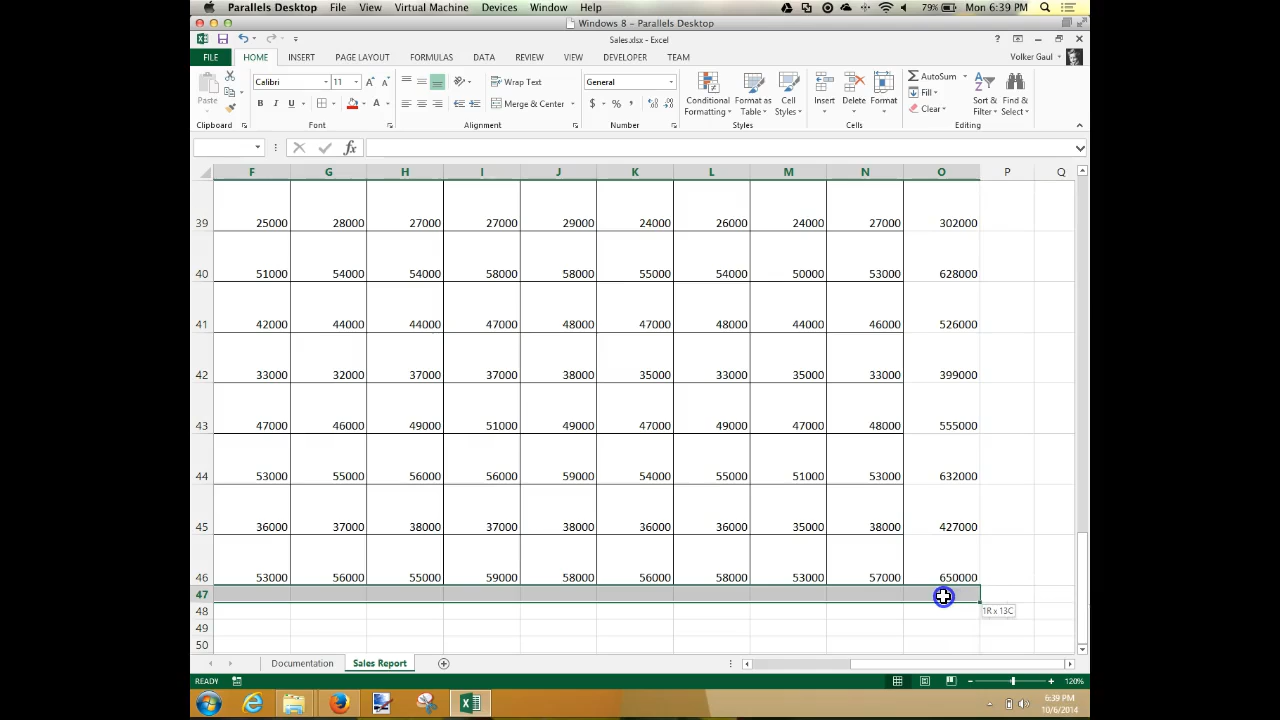 Parallels Desktop File View Virtual Machine Devices Window Help 79% Mon 6:39 PM
Windows 8 - Parallels Desktop
Sales.xlsx - Excel
FILE HOME INSERT PAGE LAYOUT FORMULAS DATA REVIEW VIEW DEVELOPER TEAM Volker Gaul
Paste Calibri 11 B I U A Wrap Text Merge & Center General $ % , Conditional Formatting Format as Table Cell Styles Insert Delete Format AutoSum Fill Clear Sort & Filter Find & Select
Clipboard Font Alignment Number Styles Cells Editing
fx
F G H I J K L M N O P Q
39 25000 28000 27000 27000 29000 24000 26000 24000 27000 302000
40 51000 54000 54000 58000 58000 55000 54000 50000 53000 628000
41 42000 44000 44000 47000 48000 47000 48000 44000 46000 526000
42 33000 32000 37000 37000 38000 35000 33000 35000 33000 399000
43 47000 46000 49000 51000 49000 47000 49000 47000 48000 555000
44 53000 55000 56000 56000 59000 54000 55000 51000 53000 632000
45 36000 37000 38000 37000 38000 36000 36000 35000 38000 427000
46 53000 56000 55000 59000 58000 56000 58000 53000 57000 650000
47
48 1R x 13C
49
50
Documentation Sales Report
READY 120%
6:39 PM
10/6/2014